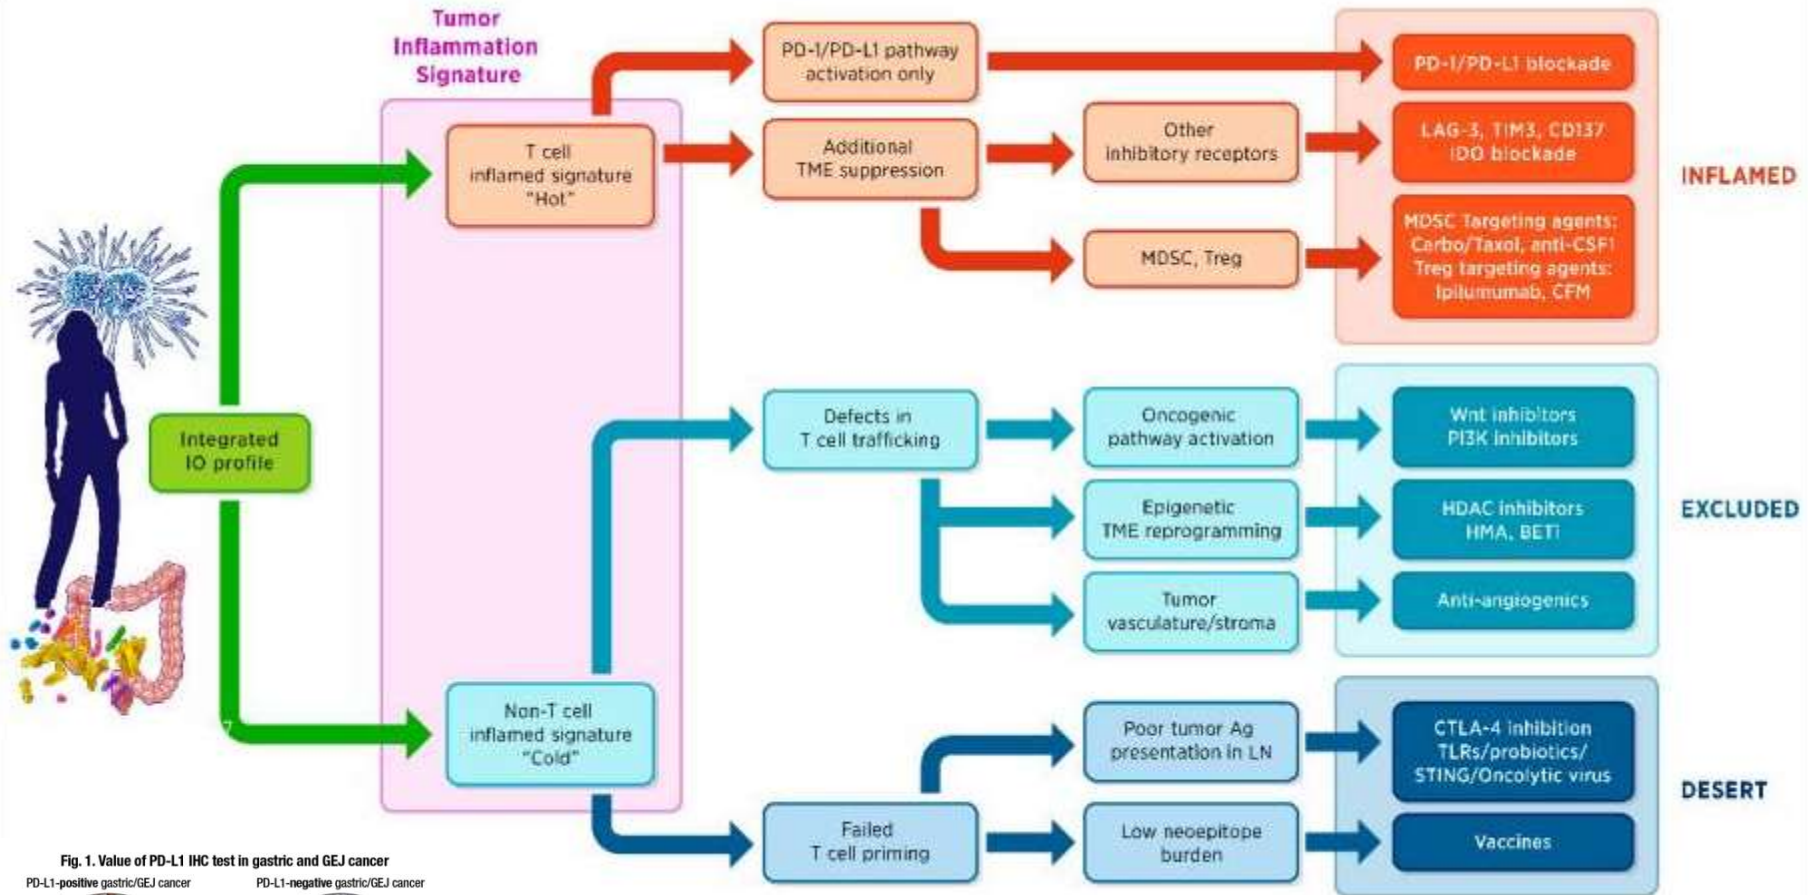 Tumor
Inflammation
Signature
Integrated
IO profile
T cell
inflamed signature
"Hot"
PD-1/PD-L1 pathway
activation only
PD-1/PD-L1 blockade
Additional
TME suppression
Other
inhibitory receptors
LAG-3, TIM3, CD137
IDO blockade
MDSC, Treg
MDSC Targeting agents:
Cerbo/Taxol, anti-CSF1
Treg targeting agents:
Ipilumumab, CFM
INFLAMED
Non-T cell
inflamed signature
"Cold"
Defects in
T cell trafficking
Oncogenic
pathway activation
Wnt inhibitors
PI3K inhibitors
Epigenetic
TME reprogramming
HDAC inhibitors
HMA, BETi
Tumor
vasculature/stroma
Anti-angiogenics
EXCLUDED
7
Failed
T cell priming
Poor tumor Ag
presentation in LN
CTLA-4 inhibition
TLRs/probiotics/
STING/Oncolytic virus
Low neoepitope
burden
Vaccines
DESERT
Fig. 1. Value of PD-L1 IHC test in gastric and GEJ cancer
PD-L1-positive gastric/GEJ cancer
PD-L1-negative gastric/GEJ cancer